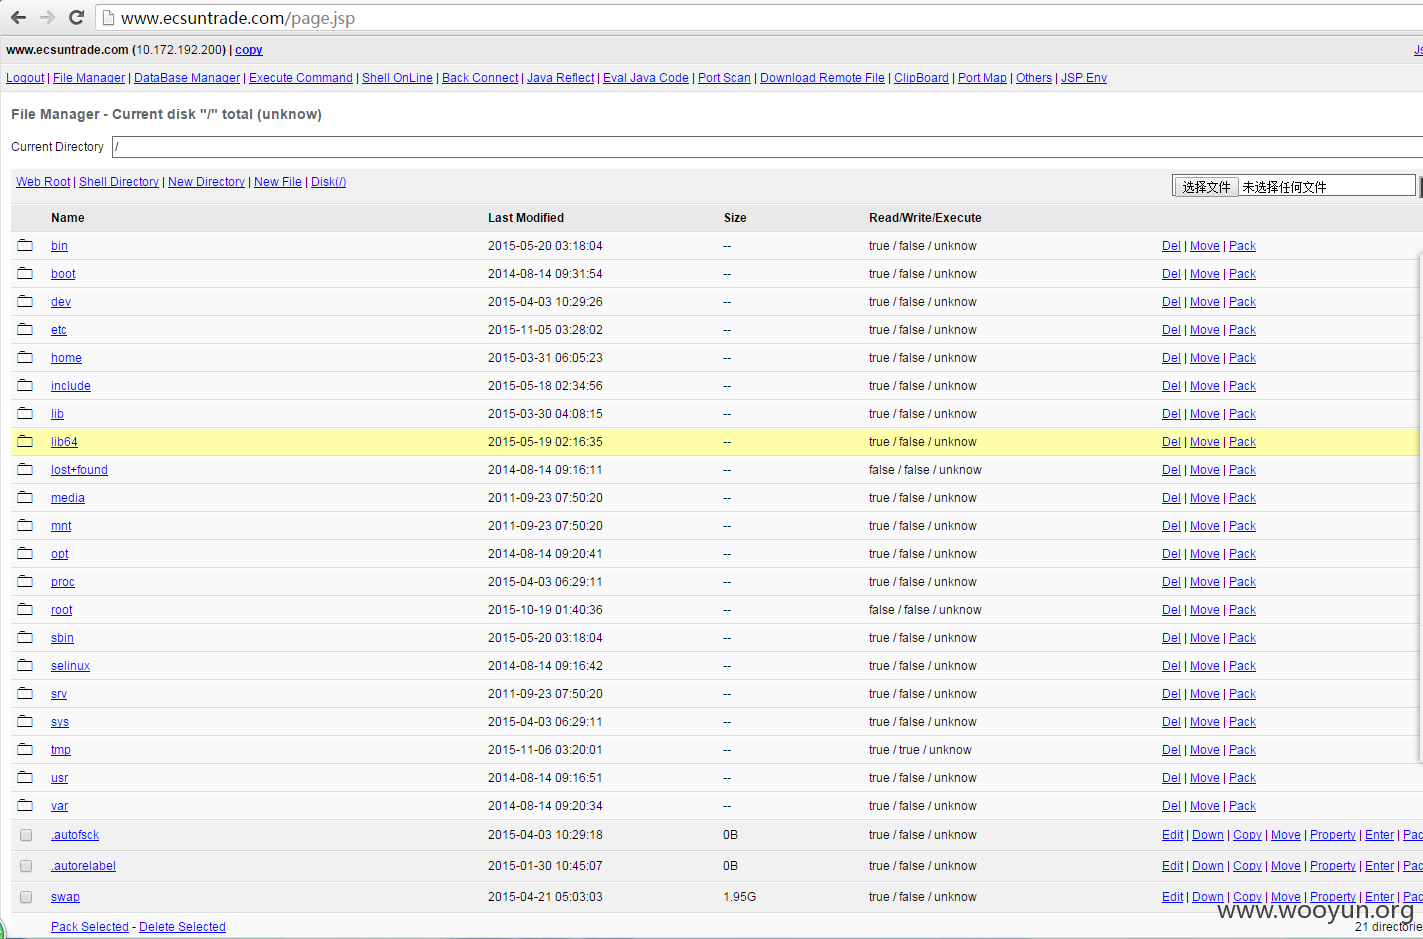 www.ecsuntrade.com/page.jsp
www.ecsuntrade.com (10.172.192.200) | copy
Logout | File Manager | DataBase Manager | Execute Command | Shell OnLine | Back Connect | Java Reflect | Eval Java Code | Port Scan | Download Remote File | ClipBoard | Port Map | Others | JSP Env
File Manager - Current disk "/" total (unknow)
Current Directory /
Web Root | Shell Directory | New Directory | New File | Disk(/) 选择文件 未选择任何文件
Name Last Modified Size Read/Write/Execute
bin 2015-05-20 03:18:04 -- true / false / unknow Del | Move | Pack
boot 2014-08-14 09:31:54 -- true / false / unknow Del | Move | Pack
dev 2015-04-03 10:29:26 -- true / false / unknow Del | Move | Pack
etc 2015-11-05 03:28:02 -- true / false / unknow Del | Move | Pack
home 2015-03-31 06:05:23 -- true / false / unknow Del | Move | Pack
include 2015-05-18 02:34:56 -- true / false / unknow Del | Move | Pack
lib 2015-03-30 04:08:15 -- true / false / unknow Del | Move | Pack
lib64 2015-05-19 02:16:35 -- true / false / unknow Del | Move | Pack
lost+found 2014-08-14 09:16:11 -- false / false / unknow Del | Move | Pack
media 2011-09-23 07:50:20 -- true / false / unknow Del | Move | Pack
mnt 2011-09-23 07:50:20 -- true / false / unknow Del | Move | Pack
opt 2014-08-14 09:20:41 -- true / false / unknow Del | Move | Pack
proc 2015-04-03 06:29:11 -- true / false / unknow Del | Move | Pack
root 2015-10-19 01:40:36 -- false / false / unknow Del | Move | Pack
sbin 2015-05-20 03:18:04 -- true / false / unknow Del | Move | Pack
selinux 2014-08-14 09:16:42 -- true / false / unknow Del | Move | Pack
srv 2011-09-23 07:50:20 -- true / false / unknow Del | Move | Pack
sys 2015-04-03 06:29:11 -- true / false / unknow Del | Move | Pack
tmp 2015-11-06 03:20:01 -- true / true / unknow Del | Move | Pack
usr 2014-08-14 09:16:51 -- true / false / unknow Del | Move | Pack
var 2014-08-14 09:20:34 -- true / false / unknow Del | Move | Pack
.autofsck 2015-04-03 10:29:18 0B true / false / unknow Edit | Down | Copy | Move | Property | Enter | Pac
.autorelabel 2015-01-30 10:45:07 0B true / false / unknow Edit | Down | Copy | Move | Property | Enter | Pac
swap 2015-04-21 05:03:03 1.95G true / false / unknow Edit | Down | Copy | Move | Property | Enter | Pac
www.wooyun.org
Pack Selected - Delete Selected 21 directorie